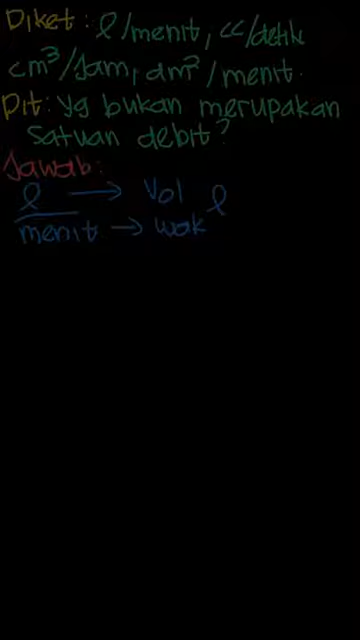 Diket: l/menit, cc/detik
cm³/Jam, dm²/menit.
Dit: yg bukan merupakan
satuan debit?
Jawab:
l → Vol l
menit → wak